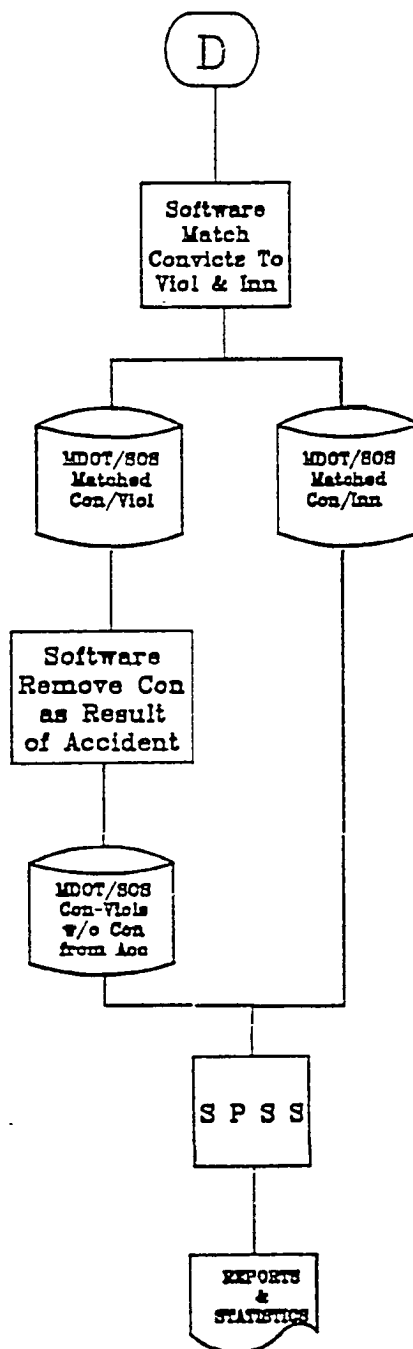 D
Software
Match
Convicts To
Viol & Inn
MDOT/SOS
Matched
Con/Viol
MDOT/SOS
Matched
Con/Inn
Software
Remove Con
as Result
of Accident
MDOT/SOS
Con-Viols
w/o Con
from Acc
S P S S
REPORTS
&
STATISTICS